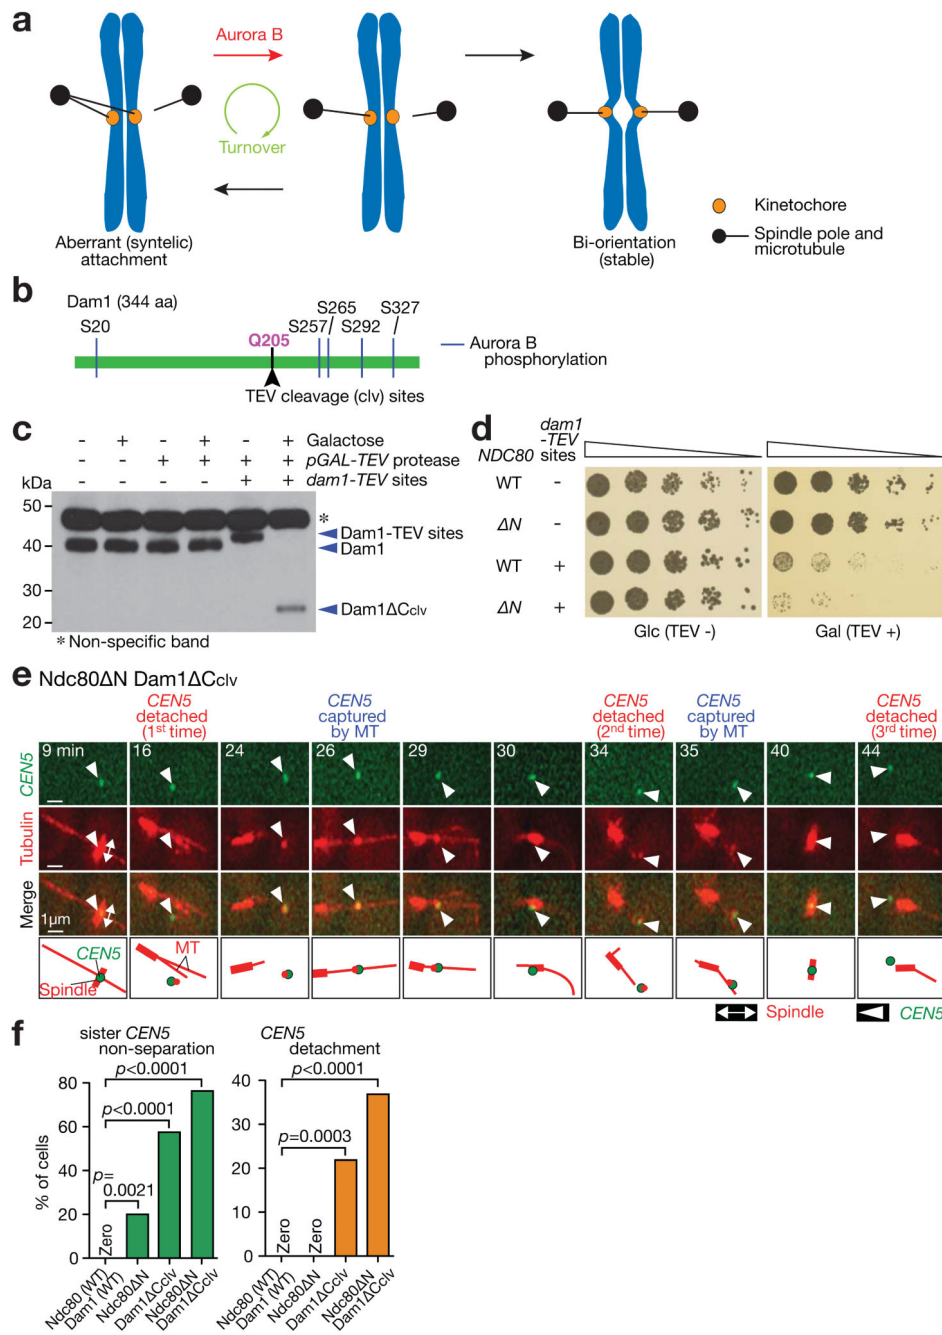 a
Aurora B
Turnover
Aberrant (syntelic)
attachment
Bi-orientation
(stable)
Kinetochore
Spindle pole and
microtubule
b
Dam1 (344 aa)
S20
Q205
S257
S265
S292
S327
Aurora B
phosphorylation
TEV cleavage (clv) sites
c
- + - + - + Galactose
- - + + + + pGAL-TEV protease
- - - - + + dam1-TEV sites
kDa
50
40
30
20
*
Dam1-TEV sites
Dam1
Dam1ΔCclv
* Non-specific band
d
NDC80
dam1
-TEV
sites
WT -
ΔN -
WT +
ΔN +
Glc (TEV -)
Gal (TEV +)
e Ndc80ΔN Dam1ΔCclv
CEN5
detached
(1st time)
CEN5
captured
by MT
CEN5
detached
(2nd time)
CEN5
captured
by MT
CEN5
detached
(3rd time)
9 min 16 24 26 29 30 34 35 40 44
CEN5
Tubulin
Merge
1μm
CEN5
Spindle
MT
Spindle
CEN5
f
sister CEN5
non-separation
p<0.0001
p<0.0001
p=
0.0021
% of cells
80
60
40
20
0
Zero
Ndc80 (WT)
Dam1 (WT)
Ndc80ΔN
Dam1ΔCclv
Ndc80ΔN
Dam1ΔCclv
CEN5
detachment
p<0.0001
p=0.0003
40
30
20
10
0
Zero
Zero
Ndc80 (WT)
Dam1 (WT)
Ndc80ΔN
Dam1ΔCclv
Ndc80ΔN
Dam1ΔCclv